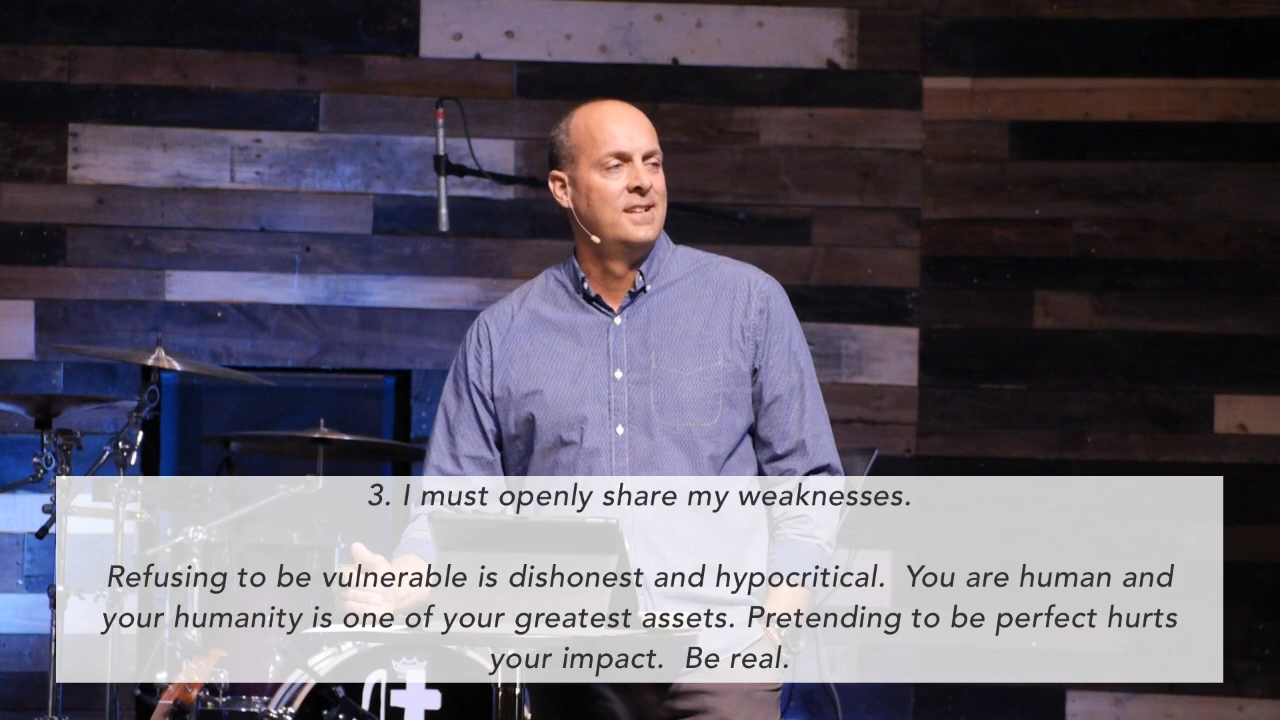 3. I must openly share my weaknesses.
Refusing to be vulnerable is dishonest and hypocritical.  You are human and
your humanity is one of your greatest assets. Pretending to be perfect hurts
your impact.  Be real.